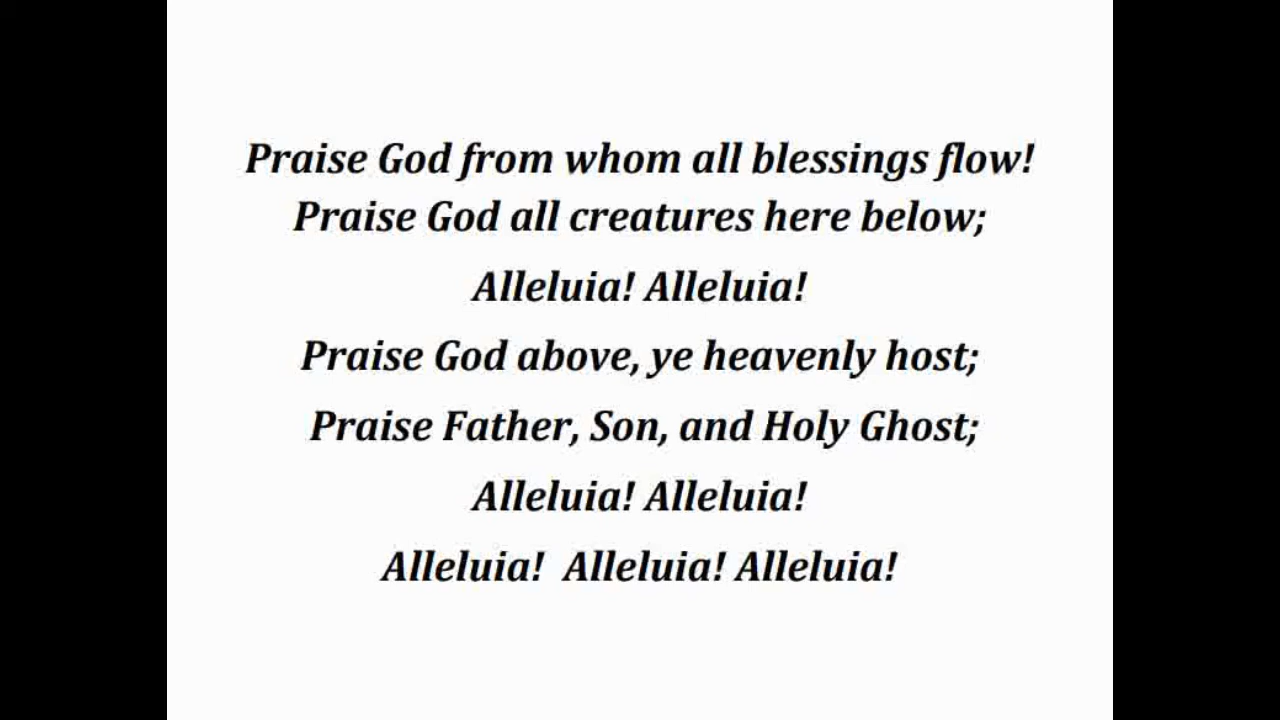 Praise God from whom all blessings flow!
Praise God all creatures here below;
Alleluia! Alleluia!
Praise God above, ye heavenly host;
Praise Father, Son, and Holy Ghost;
Alleluia! Alleluia!
Alleluia! Alleluia! Alleluia!